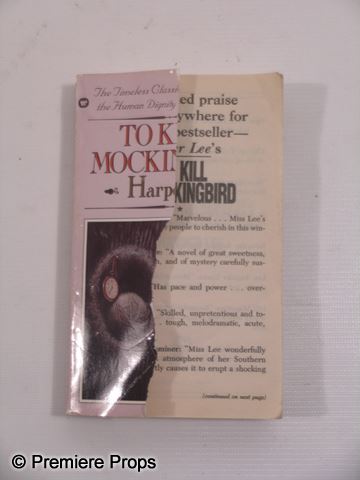 The Timeless Classic
the Human Dignity
TO K
MOCKIN
Harp
ed praise
ywhere for
bestseller—
er Lee's
KILL
KINGBIRD
"Marvelous . . . Miss Lee's
people to cherish in this win-
"A novel of great sweetness,
and of mystery carefully sus-
"Has pace and power . . . over-
"Skilled, unpretentious and to-
tough, melodramatic, acute,
miner: "Miss Lee wonderfully
atmosphere of her Southern
tly causes it to erupt a shocking
(continued on next page)
© Premiere Props